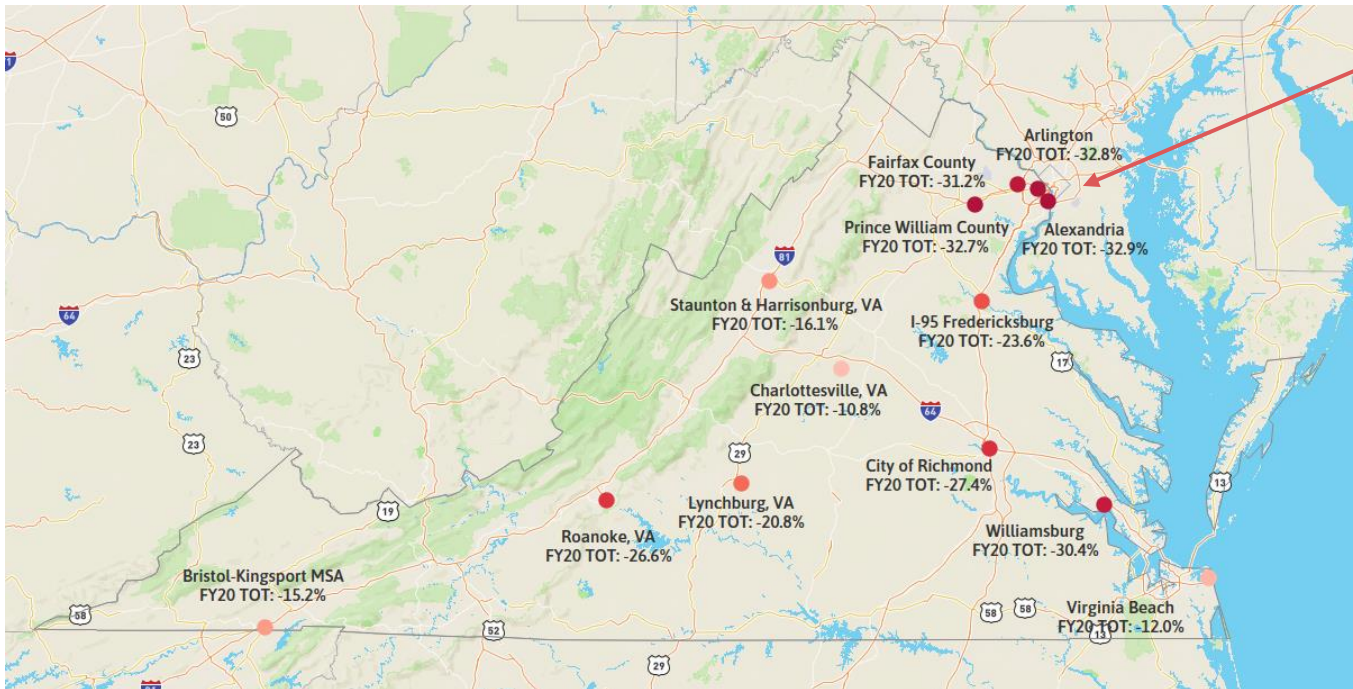 50
Arlington
FY20 TOT: -32.8%
Fairfax County
FY20 TOT: -31.2%
Prince William County
FY20 TOT: -32.7%
Alexandria
FY20 TOT: -32.9%
81
Staunton & Harrisonburg, VA
FY20 TOT: -16.1%
64
I-95 Fredericksburg
FY20 TOT: -23.6%
23
17
Charlottesville, VA
FY20 TOT: -10.8%
64
23
29
City of Richmond
FY20 TOT: -27.4%
13
19
Lynchburg, VA
FY20 TOT: -20.8%
Williamsburg
FY20 TOT: -30.4%
Roanoke, VA
FY20 TOT: -26.6%
Bristol-Kingsport MSA
FY20 TOT: -15.2%
58
58
58
Virginia Beach
FY20 TOT: -12.0%
52
13
29